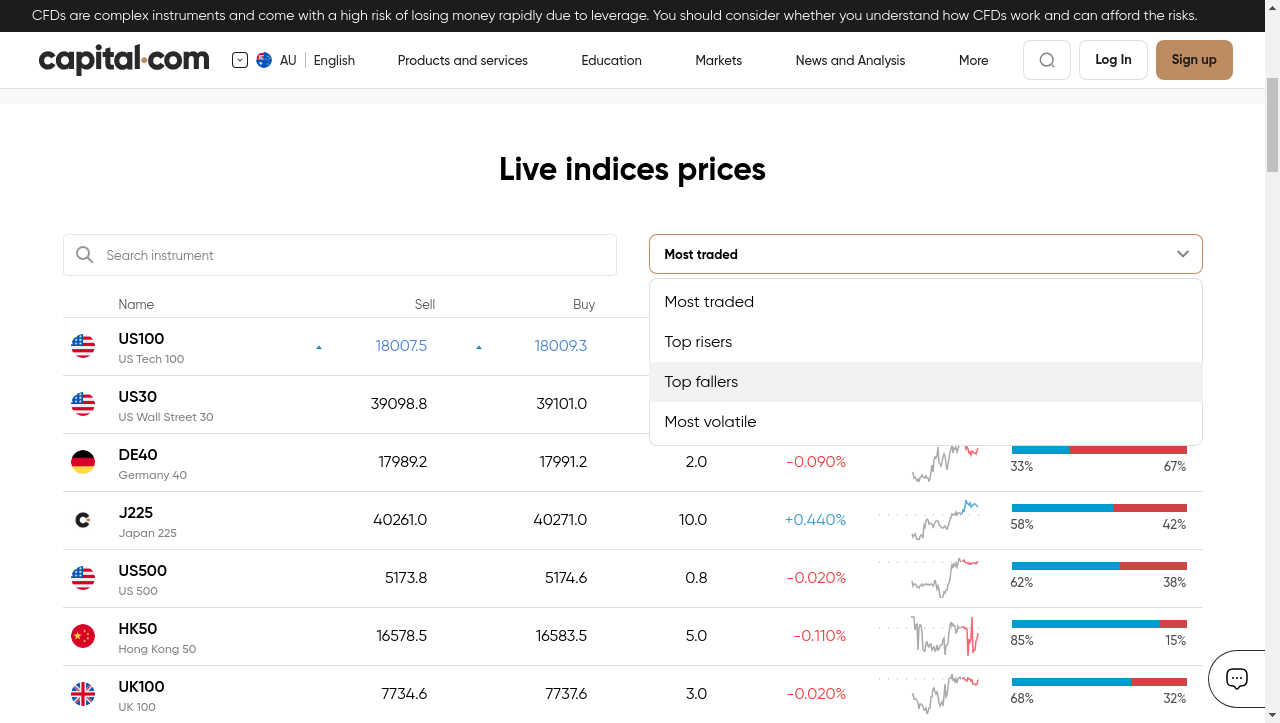 CFDs are complex instruments and come with a high risk of losing money rapidly due to leverage. You should consider whether you understand how CFDs work and can afford the risks.
capital.com AU English Products and services Education Markets News and Analysis More Log In Sign up
Live indices prices
Search instrument Most traded
Most traded
Top risers
Top fallers
Most volatile
Name Sell Buy
US100 18007.5 18009.3
US Tech 100
US30 39098.8 39101.0
US Wall Street 30
DE40 17989.2 17991.2 2.0 -0.090%
Germany 40 33% 67%
J225 40261.0 40271.0 10.0 +0.440%
Japan 225 58% 42%
US500 5173.8 5174.6 0.8 -0.020%
US 500 62% 38%
HK50 16578.5 16583.5 5.0 -0.110%
Hong Kong 50 85% 15%
UK100 7734.6 7737.6 3.0 -0.020%
UK 100 68% 32%